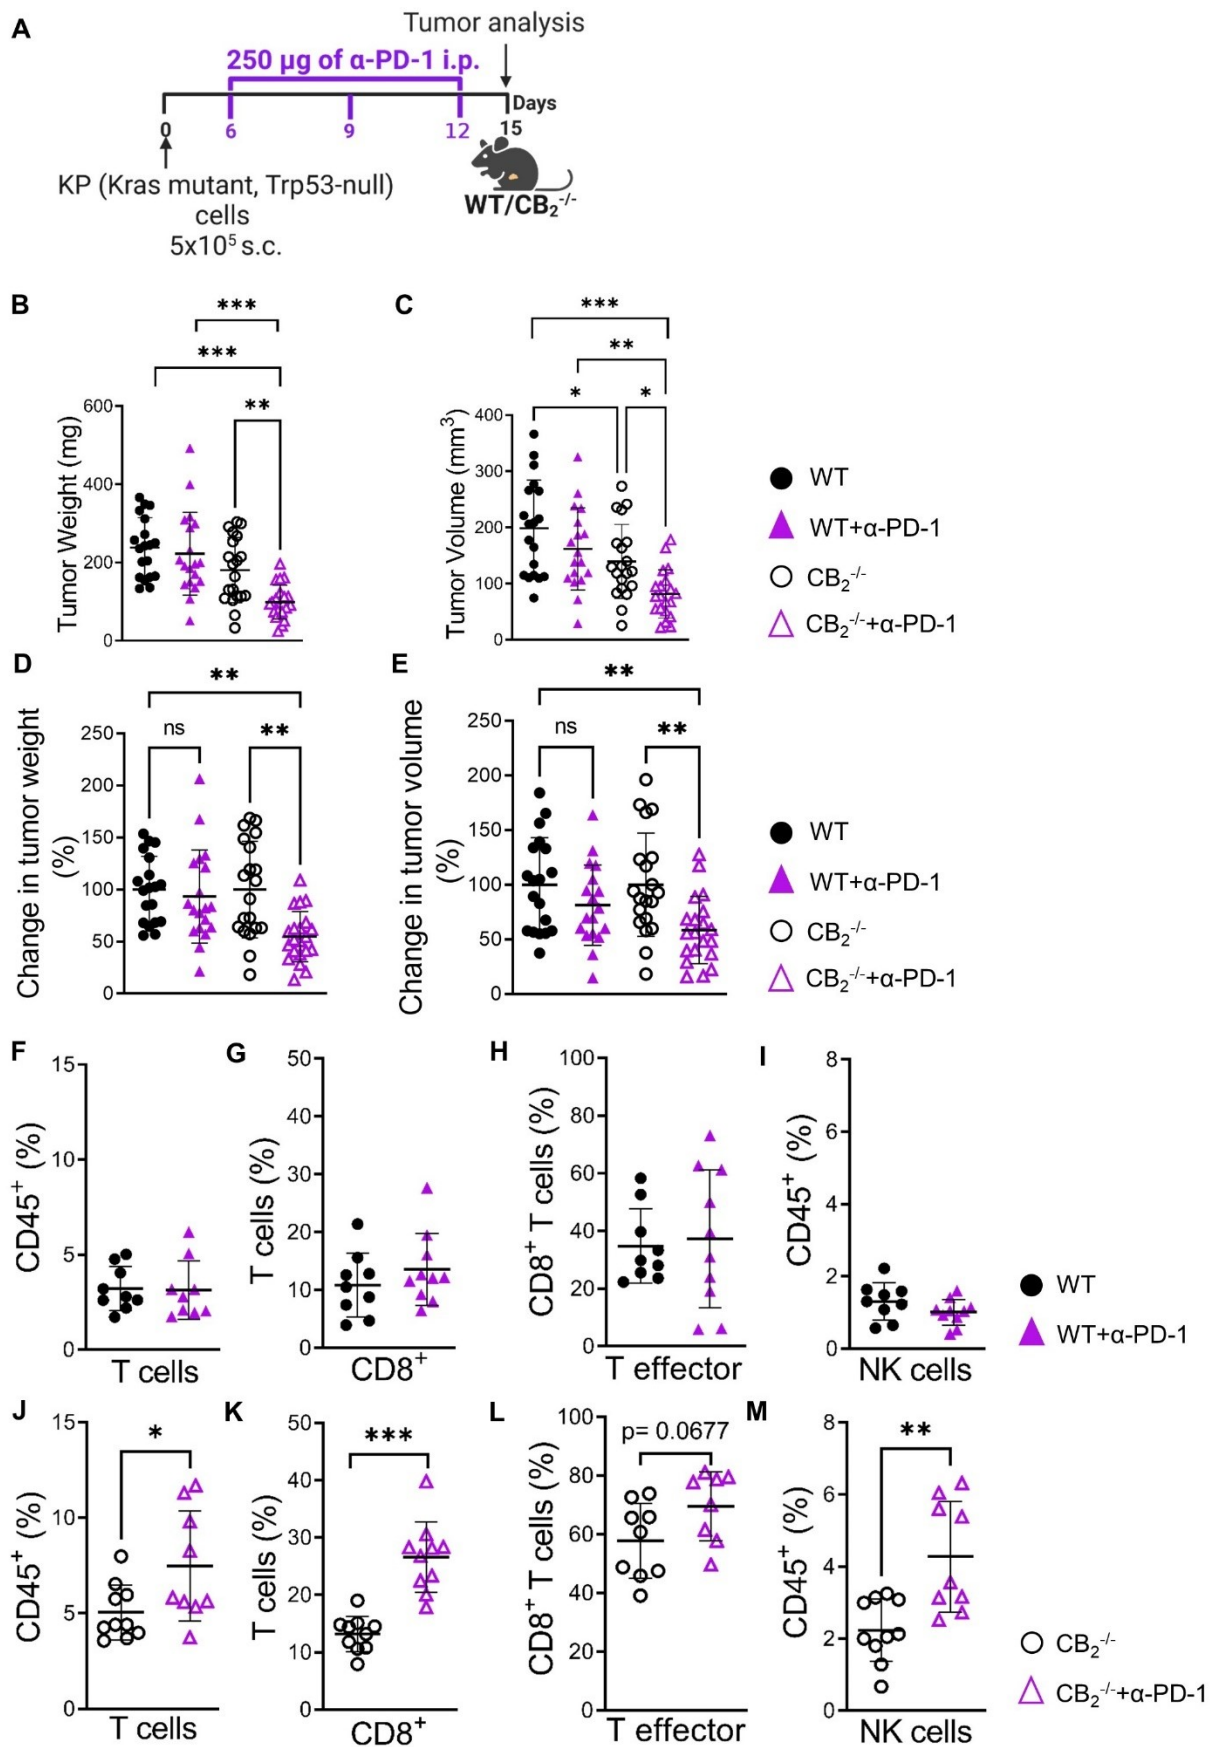 A
Tumor analysis
250 µg of α-PD-1 i.p.
Days
0 6 9 12 15
KP (Kras mutant, Trp53-null)
cells
5x10⁵ s.c.
WT/CB₂⁻/⁻
B
***
***
**
Tumor Weight (mg)
600
400
200
0
C
***
**
* *
Tumor Volume (mm³)
400
300
200
100
0
WT
WT+α-PD-1
CB₂⁻/⁻
CB₂⁻/⁻+α-PD-1
D
**
ns
**
Change in tumor weight
(%)
250
200
150
100
50
0
E
**
ns
**
Change in tumor volume
(%)
250
200
150
100
50
0
WT
WT+α-PD-1
CB₂⁻/⁻
CB₂⁻/⁻+α-PD-1
F
CD45⁺ (%)
15
10
5
0
T cells
G
T cells (%)
50
40
30
20
10
0
CD8⁺
H
CD8⁺ T cells (%)
100
80
60
40
20
0
T effector
I
CD45⁺ (%)
8
6
4
2
0
NK cells
WT
WT+α-PD-1
J
*
CD45⁺ (%)
15
10
5
0
T cells
K
***
T cells (%)
50
40
30
20
10
0
CD8⁺
L
p= 0.0677
CD8⁺ T cells (%)
100
80
60
40
20
0
T effector
M
**
CD45⁺ (%)
8
6
4
2
0
NK cells
CB₂⁻/⁻
CB₂⁻/⁻+α-PD-1